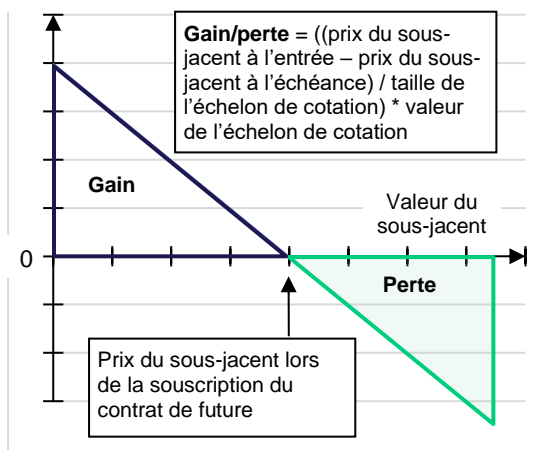 Gain/perte = ((prix du sous-
jacent à l'entrée – prix du sous-
jacent à l'échéance) / taille de
l'échelon de cotation) * valeur
de l'échelon de cotation
Gain
Valeur du
sous-jacent
0
Perte
Prix du sous-jacent lors
de la souscription du
contrat de future